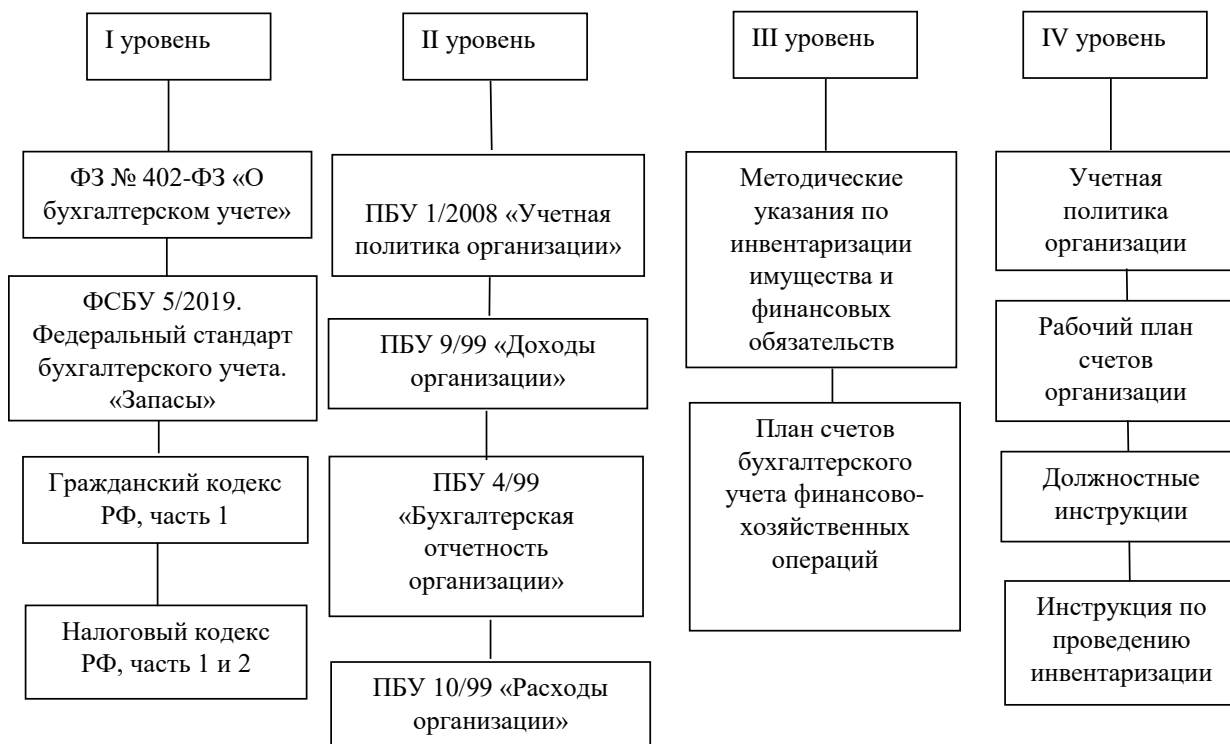 I уровень
ФЗ № 402-ФЗ «О
бухгалтерском учете»
ФСБУ 5/2019.
Федеральный стандарт
бухгалтерского учета.
«Запасы»
Гражданский кодекс
РФ, часть 1
Налоговый кодекс
РФ, часть 1 и 2
II уровень
ПБУ 1/2008 «Учетная
политика организации»
ПБУ 9/99 «Доходы
организации»
ПБУ 4/99
«Бухгалтерская
отчетность
организации»
ПБУ 10/99 «Расходы
организации»
III уровень
Методические
указания по
инвентаризации
имущества и
финансовых
обязательств
План счетов
бухгалтерского
учета финансово-
хозяйственных
операций
IV уровень
Учетная
политика
организации
Рабочий план
счетов
организации
Должностные
инструкции
Инструкция по
проведению
инвентаризации